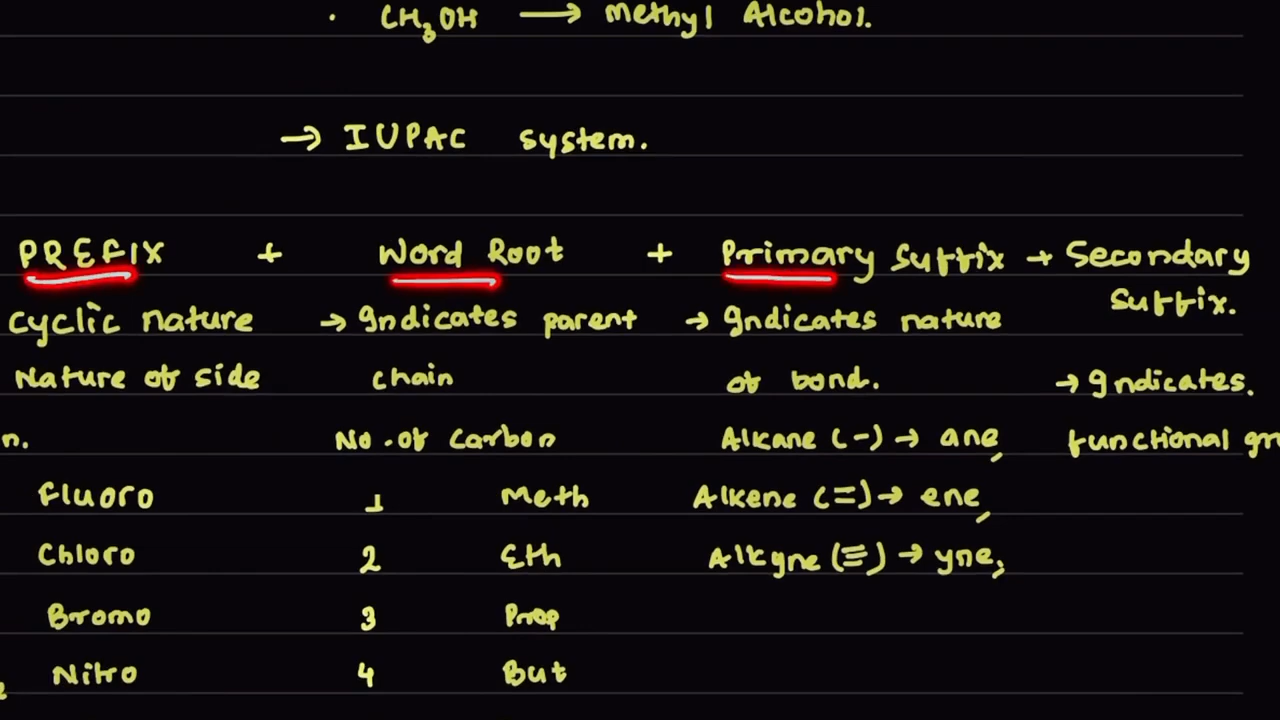 · CH3OH → Methyl Alcohol.
→ IUPAC system.
PREFIX + Word Root + Primary Suffix → Secondary Suffix.
cyclic nature → Indicates parent → Indicates nature
Nature of side chain of bond. → Indicates.
n. No. of Carbon Alkane (-) → ane, functional
Fluoro 1 Meth Alkene (=) → ene,
Chloro 2 Eth Alkyne (≡) → yne,
Bromo 3 Prop
Nitro 4 But